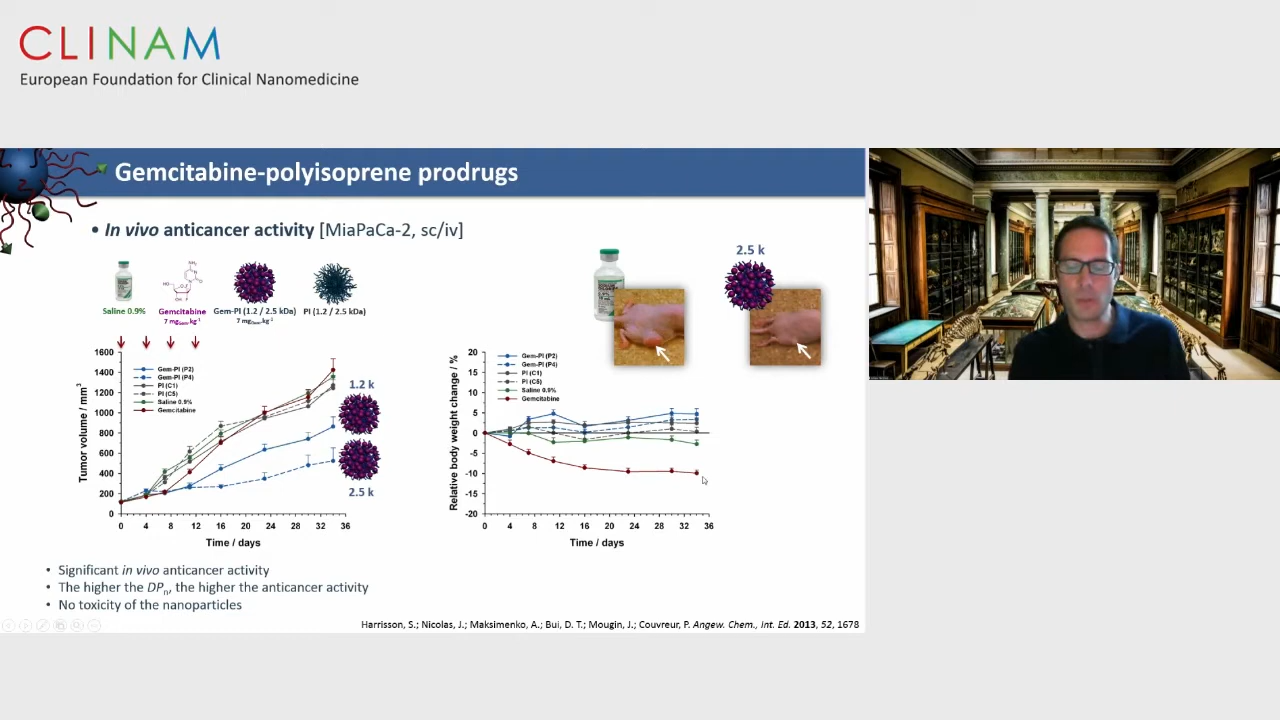 CLINAM
European Foundation for Clinical Nanomedicine
Gemcitabine-polyisoprene prodrugs
• In vivo anticancer activity [MiaPaCa-2, sc/iv]
2.5 k
Saline 0.9%
Gemcitabine
7 mgGem.kg-1
Gem-PI (1.2 / 2.5 kDa)
7 mgGem.kg-1
PI (1.2 / 2.5 kDa)
Tumor volume / mm3
1600
1400
1200
1000
800
600
400
200
0
Gem-PI (P2)
Gem-PI (P4)
PI (C1)
PI (C5)
Saline 0.9%
Gemcitabine
1.2 k
2.5 k
0 4 8 12 16 20 24 28 32 36
Time / days
Relative body weight change / %
20
15
10
5
0
-5
-10
-15
-20
Gem-PI (P2)
Gem-PI (P4)
PI (C1)
PI (C5)
Saline 0.9%
Gemcitabine
0 4 8 12 16 20 24 28 32 36
Time / days
• Significant in vivo anticancer activity
• The higher the DPn, the higher the anticancer activity
• No toxicity of the nanoparticles
Harrisson, S.; Nicolas, J.; Maksimenko, A.; Bui, D. T.; Mougin, J.; Couvreur, P. Angew. Chem., Int. Ed. 2013, 52, 1678